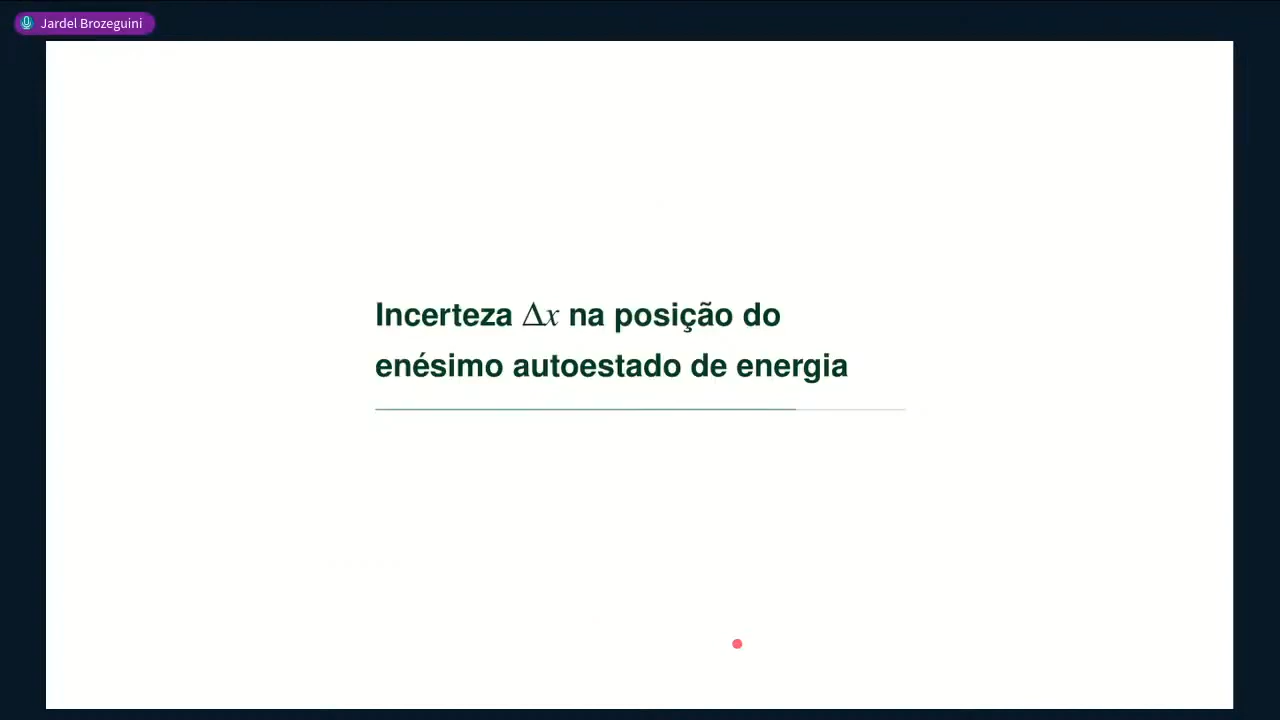 Jardel Brozeguini
Incerteza Δx na posição do
enésimo autoestado de energia